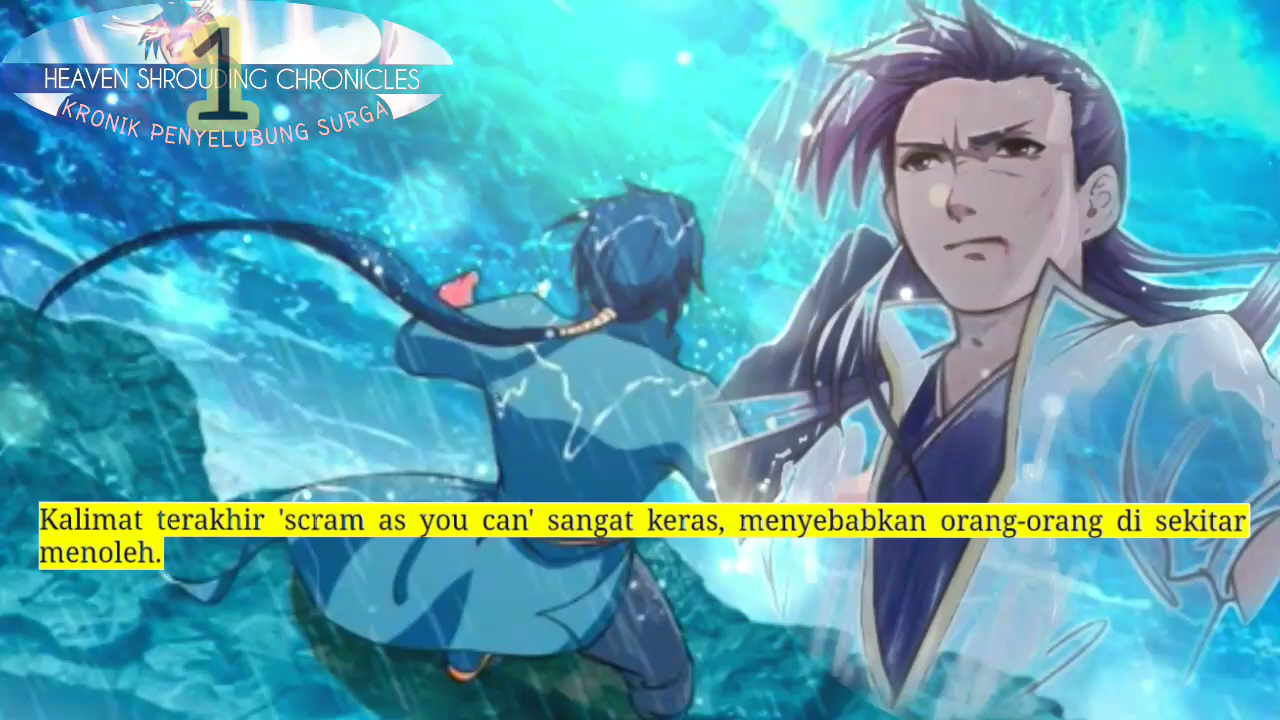 1
HEAVEN SHROUDING CHRONICLES
KRONIK PENYELUBUNG SURGA
Kalimat terakhir 'scram as you can' sangat keras, menyebabkan orang-orang di sekitar
menoleh.